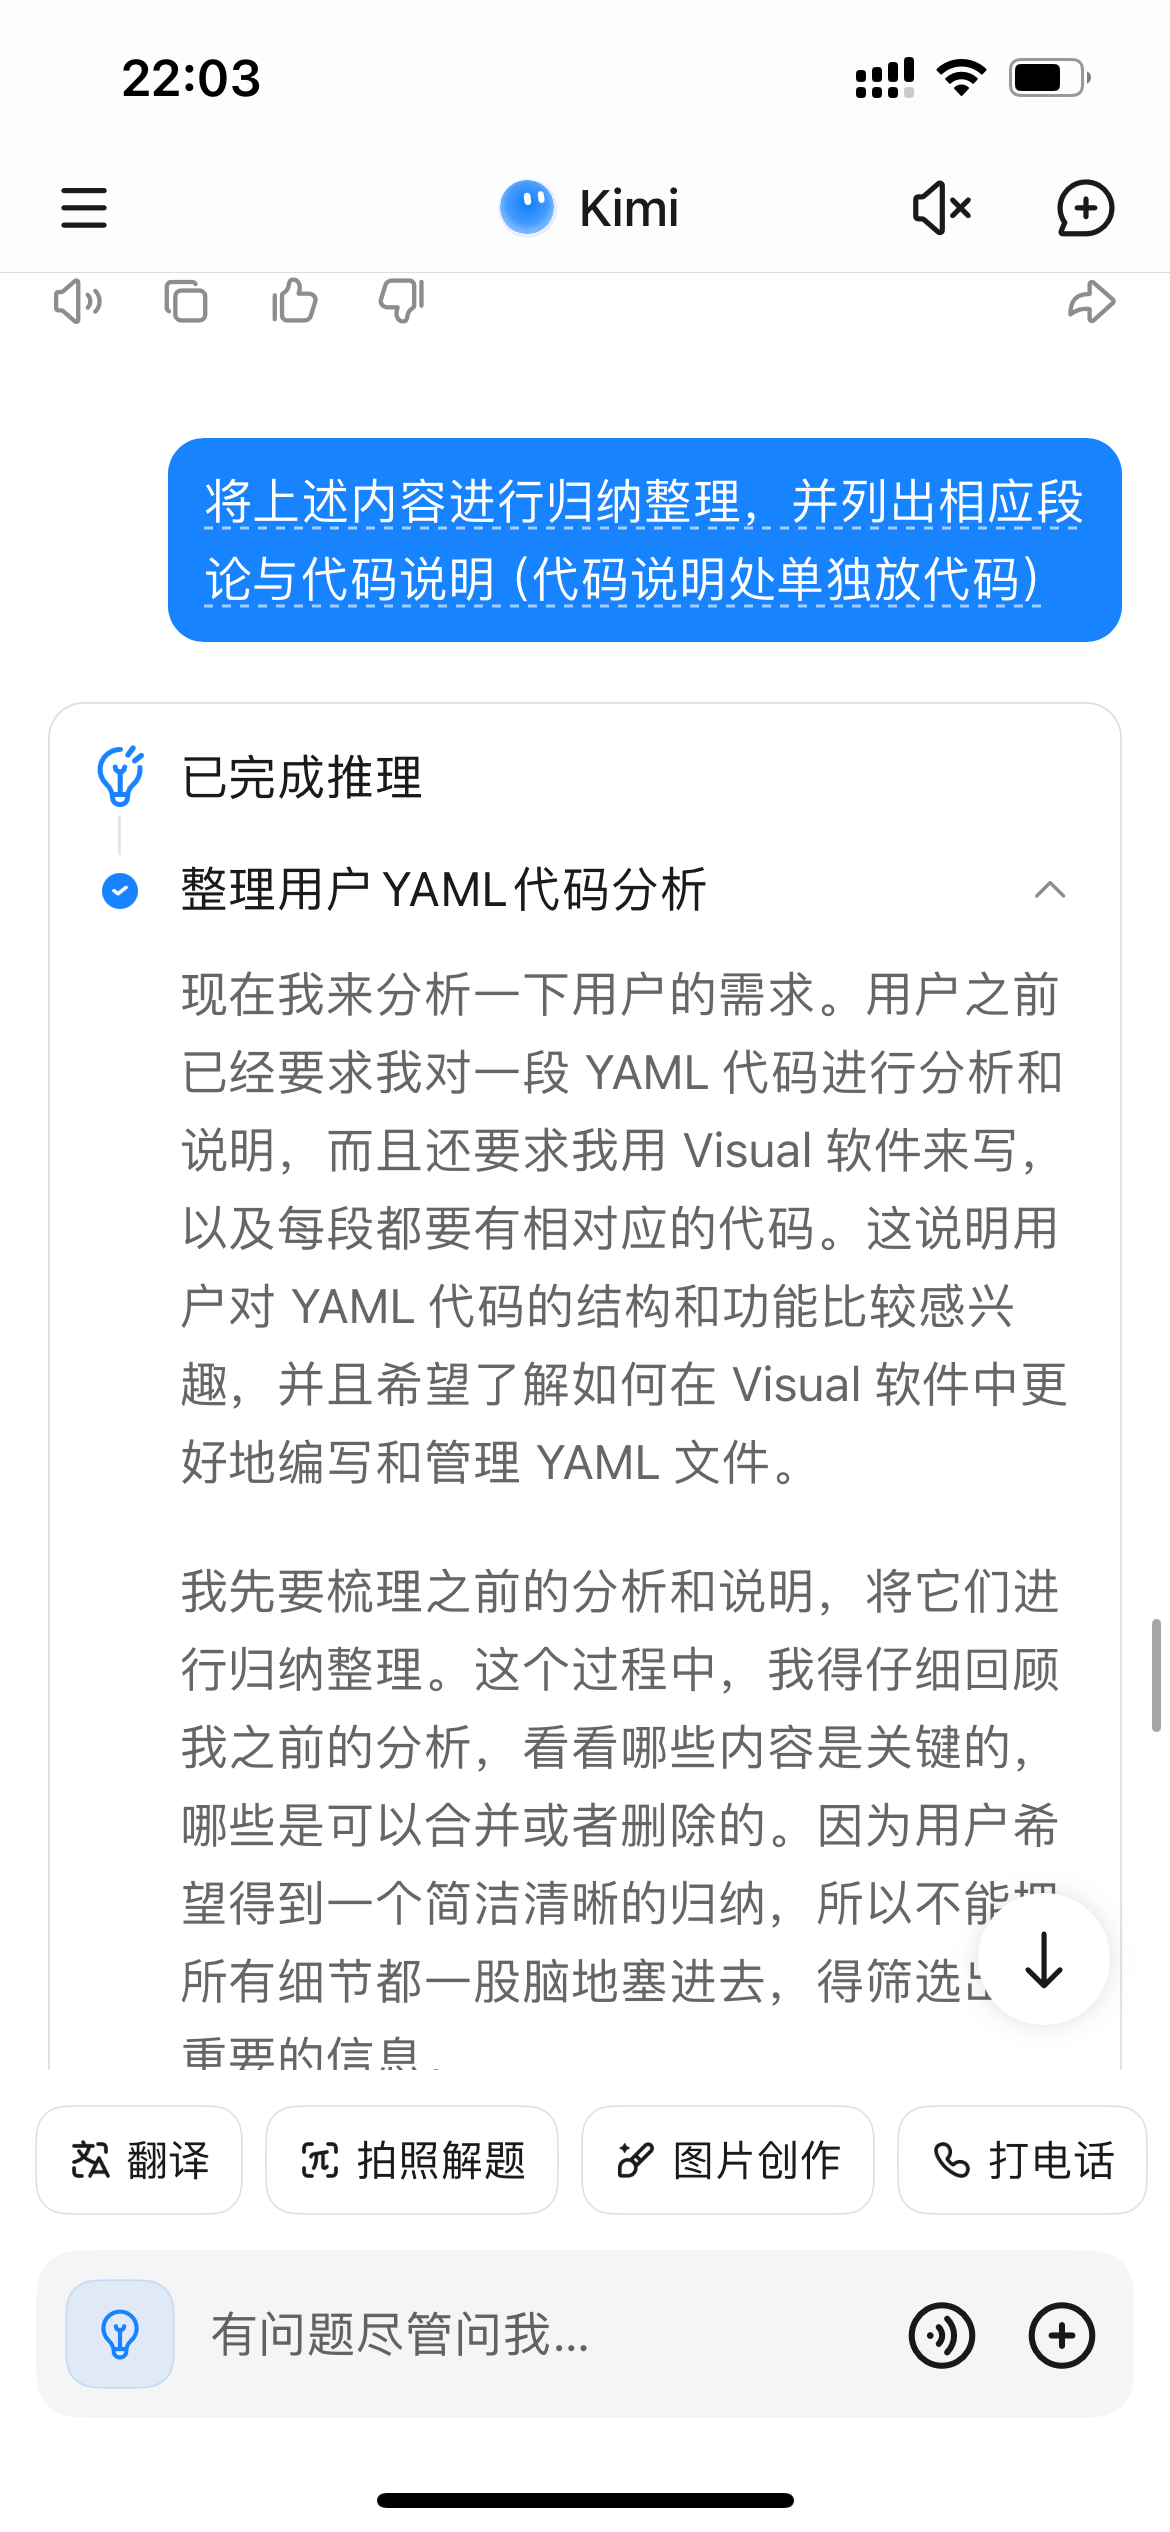 22:03
Kimi
将上述内容进行归纳整理，并列出相应段
论与代码说明（代码说明处单独放代码）
已完成推理
整理用户 YAML 代码分析
现在我来分析一下用户的需求。用户之前
已经要求我对一段 YAML 代码进行分析和
说明，而且还要求我用 Visual 软件来写，
以及每段都要有相对应的代码。这说明用
户对 YAML 代码的结构和功能比较感兴
趣，并且希望了解如何在 Visual 软件中更
好地编写和管理 YAML 文件。
我先要梳理之前的分析和说明，将它们进
行归纳整理。这个过程中，我得仔细回顾
我之前的分析，看看哪些内容是关键的，
哪些是可以合并或者删除的。因为用户希
望得到一个简洁清晰的归纳，所以不能把
所有细节都一股脑地塞进去，得筛选出
重要的信息。
翻译
拍照解题
图片创作
打电话
有问题尽管问我...